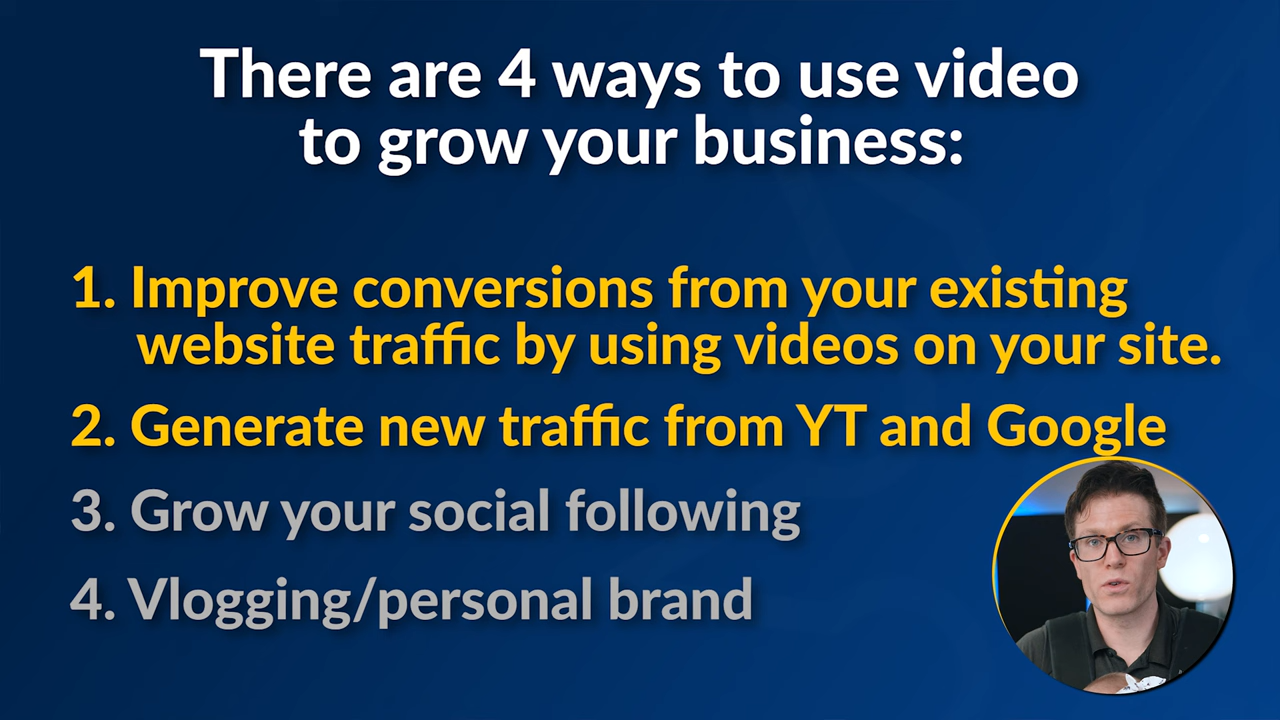 There are 4 ways to use video
to grow your business:
1. Improve conversions from your existing
website traffic by using videos on your site.
2. Generate new traffic from YT and Google
3. Grow your social following
4. Vlogging/personal brand